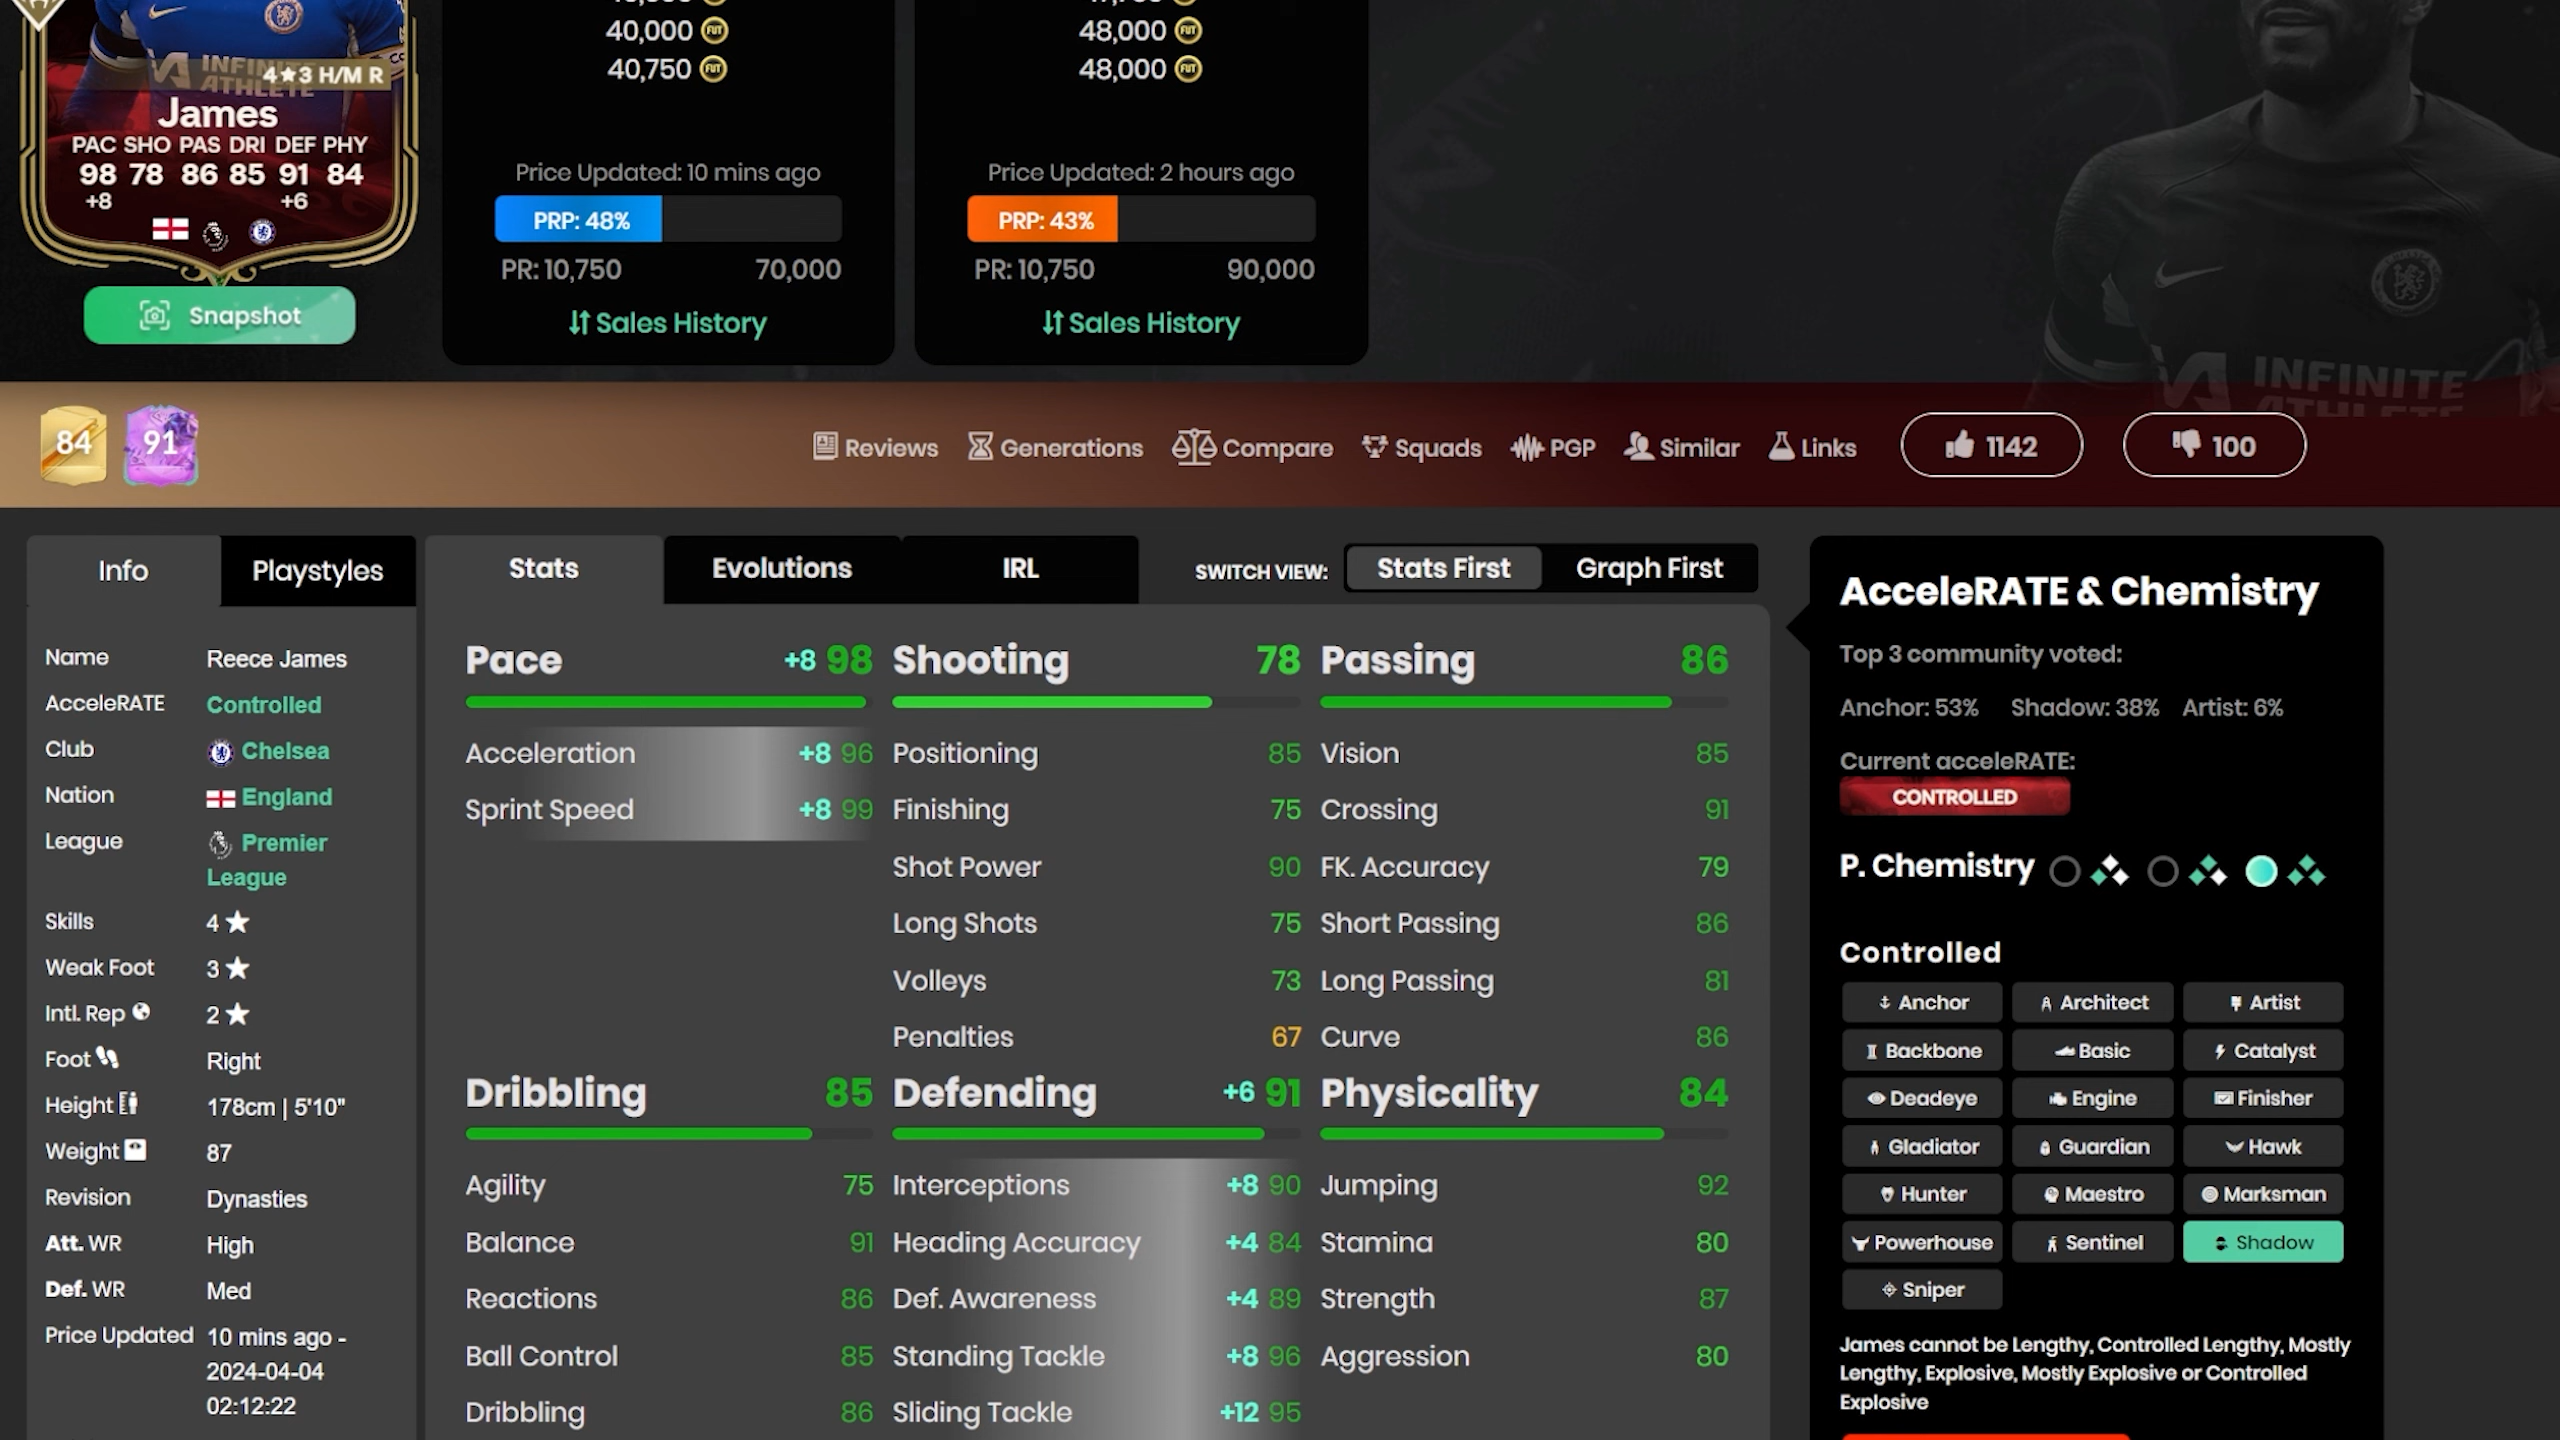 40,000
40,750
48,000
48,000
4★3 H/M R
INFINITE
ATHLETE
James
PAC SHO PAS DRI DEF PHY
98 78 86 85 91 84
+8 +6
Snapshot
Price Updated: 10 mins ago
PRP: 48%
PR: 10,750 70,000
Sales History
Price Updated: 2 hours ago
PRP: 43%
PR: 10,750 90,000
Sales History
INFINITE
ATHLETE
84 91
Reviews Generations Compare Squads PGP Similar Links 1142 100
Info Playstyles
Name Reece James
AcceleRATE Controlled
Club Chelsea
Nation England
League Premier
League
Skills 4★
Weak Foot 3★
Intl. Rep 2★
Foot Right
Height 178cm | 5'10"
Weight 87
Revision Dynasties
Att. WR High
Def. WR Med
Price Updated 10 mins ago -
2024-04-04
02:12:22
Stats Evolutions IRL SWITCH VIEW: Stats First Graph First
Pace +8 98
Acceleration +8 96
Sprint Speed +8 99
Shooting 78
Positioning 85
Finishing 75
Shot Power 90
Long Shots 75
Volleys 73
Penalties 67
Passing 86
Vision 85
Crossing 91
FK. Accuracy 79
Short Passing 86
Long Passing 81
Curve 86
Dribbling 85
Agility 75
Balance 91
Reactions 86
Ball Control 85
Dribbling 86
Defending +6 91
Interceptions +8 90
Heading Accuracy +4 84
Def. Awareness +4 89
Standing Tackle +8 96
Sliding Tackle +12 95
Physicality 84
Jumping 92
Stamina 80
Strength 87
Aggression 80
AcceleRATE & Chemistry
Top 3 community voted:
Anchor: 53% Shadow: 38% Artist: 6%
Current acceleRATE:
CONTROLLED
P. Chemistry
Controlled
Anchor Architect Artist
Backbone Basic Catalyst
Deadeye Engine Finisher
Gladiator Guardian Hawk
Hunter Maestro Marksman
Powerhouse Sentinel Shadow
Sniper
James cannot be Lengthy, Controlled Lengthy, Mostly
Lengthy, Explosive, Mostly Explosive or Controlled
Explosive